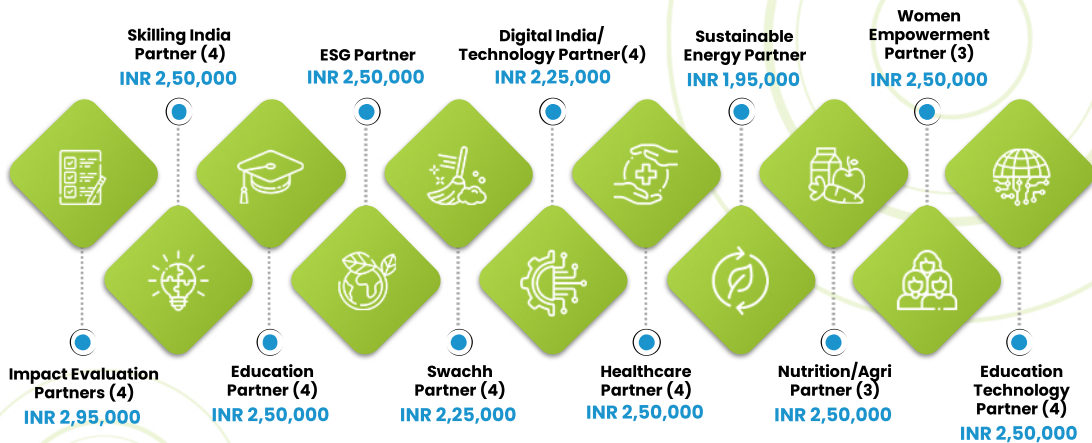 Skilling India
Partner (4)
INR 2,50,000
ESG Partner
INR 2,50,000
Digital India/
Technology Partner(4)
INR 2,25,000
Sustainable
Energy Partner
INR 1,95,000
Women
Empowerment
Partner (3)
INR 2,50,000
Impact Evaluation
Partners (4)
INR 2,95,000
Education
Partner (4)
INR 2,50,000
Swachh
Partner (4)
INR 2,25,000
Healthcare
Partner (4)
INR 2,50,000
Nutrition/Agri
Partner (3)
INR 2,50,000
Education
Technology
Partner (4)
INR 2,50,000